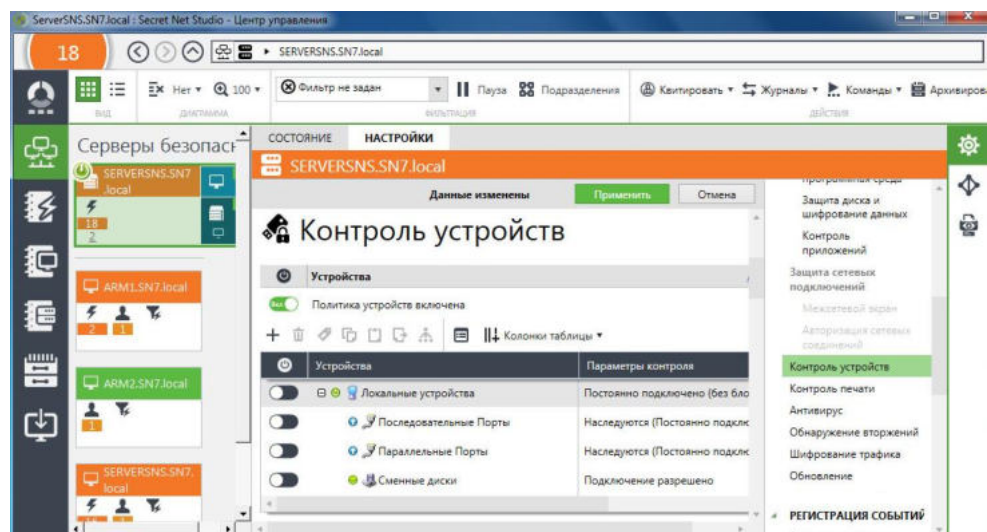 ServerSNS.SN7.local : Secret Net Studio - Центр управления
18
SERVERSNS.SN7.local
Нет
100
Фильтр не задан
Пауза
Подразделения
Квитировать
Журналы
Команды
Архивирова
ВИД
ДИАГРАММА
ФИЛЬТРАЦИЯ
ДЕЙСТВИЯ
Серверы безопасн
SERVERSNS.SN7
.local
18
2
ARM1.SN7.local
2
1
ARM2.SN7.local
1
SERVERSNS.SN7.
local
СОСТОЯНИЕ
НАСТРОЙКИ
SERVERSNS.SN7.local
Данные изменены
Применить
Отмена
Контроль устройств
Устройства
Вкл
Политика устройств включена
Колонки таблицы
Устройства
Параметры контроля
Локальные устройства
Постоянно подключено (без бло
Последовательные Порты
Наследуются (Постоянно подклю
Параллельные Порты
Наследуются (Постоянно подклю
Сменные диски
Подключение разрешено
программная среда
Защита диска и
шифрование данных
Контроль
приложений
Защита сетевых
подключений
Межсетевой экран
Авторизация сетевых
соединений
Контроль устройств
Контроль печати
Антивирус
Обнаружение вторжений
Шифрование трафика
Обновление
РЕГИСТРАЦИЯ СОБЫТИЙ